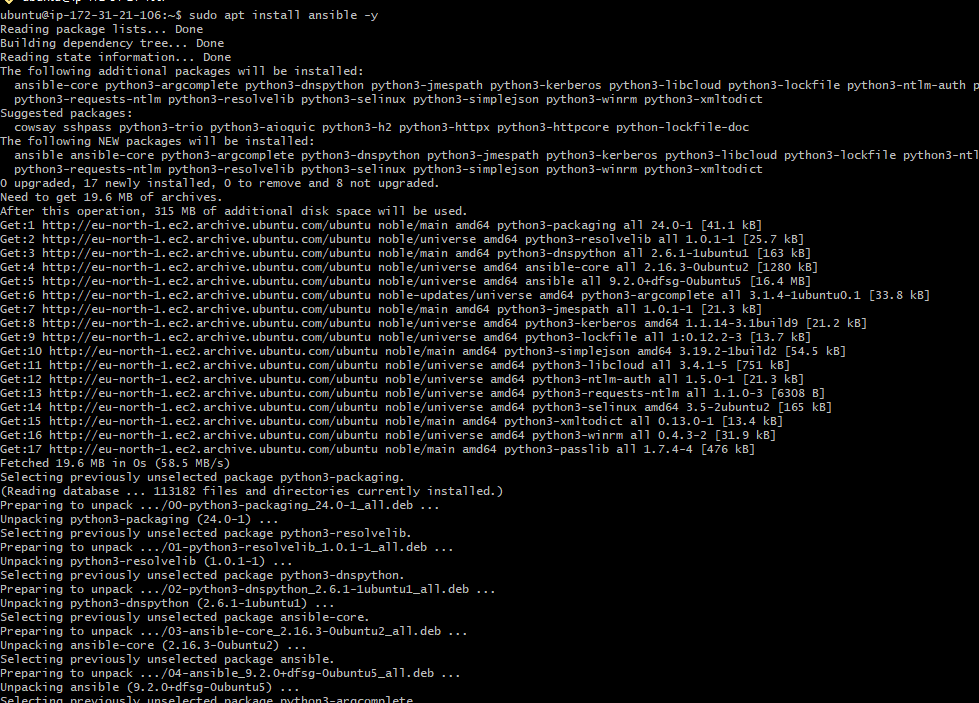 ubuntu@ip-172-31-21-106:~$ sudo apt install ansible -y
Reading package lists... Done
Building dependency tree... Done
Reading state information... Done
The following additional packages will be installed:
  ansible-core python3-argcomplete python3-dnspython python3-jmespath python3-kerberos python3-libcloud python3-lockfile python3-ntlm-auth p
  python3-requests-ntlm python3-resolvelib python3-selinux python3-simplejson python3-winrm python3-xmltodict
Suggested packages:
  cowsay sshpass python3-trio python3-aioquic python3-h2 python3-httpx python3-httpcore python-lockfile-doc
The following NEW packages will be installed:
  ansible ansible-core python3-argcomplete python3-dnspython python3-jmespath python3-kerberos python3-libcloud python3-lockfile python3-ntl
  python3-requests-ntlm python3-resolvelib python3-selinux python3-simplejson python3-winrm python3-xmltodict
0 upgraded, 17 newly installed, 0 to remove and 8 not upgraded.
Need to get 19.6 MB of archives.
After this operation, 315 MB of additional disk space will be used.
Get:1 http://eu-north-1.ec2.archive.ubuntu.com/ubuntu noble/main amd64 python3-packaging all 24.0-1 [41.1 kB]
Get:2 http://eu-north-1.ec2.archive.ubuntu.com/ubuntu noble/universe amd64 python3-resolvelib all 1.0.1-1 [25.7 kB]
Get:3 http://eu-north-1.ec2.archive.ubuntu.com/ubuntu noble/main amd64 python3-dnspython all 2.6.1-1ubuntu1 [163 kB]
Get:4 http://eu-north-1.ec2.archive.ubuntu.com/ubuntu noble/universe amd64 ansible-core all 2.16.3-0ubuntu2 [1280 kB]
Get:5 http://eu-north-1.ec2.archive.ubuntu.com/ubuntu noble/universe amd64 ansible all 9.2.0+dfsg-0ubuntu5 [16.4 MB]
Get:6 http://eu-north-1.ec2.archive.ubuntu.com/ubuntu noble-updates/universe amd64 python3-argcomplete all 3.1.4-1ubuntu0.1 [33.8 kB]
Get:7 http://eu-north-1.ec2.archive.ubuntu.com/ubuntu noble/main amd64 python3-jmespath all 1.0.1-1 [21.3 kB]
Get:8 http://eu-north-1.ec2.archive.ubuntu.com/ubuntu noble/universe amd64 python3-kerberos amd64 1.1.14-3.1build9 [21.2 kB]
Get:9 http://eu-north-1.ec2.archive.ubuntu.com/ubuntu noble/universe amd64 python3-lockfile all 1:0.12.2-3 [13.7 kB]
Get:10 http://eu-north-1.ec2.archive.ubuntu.com/ubuntu noble/main amd64 python3-simplejson amd64 3.19.2-1build2 [54.5 kB]
Get:11 http://eu-north-1.ec2.archive.ubuntu.com/ubuntu noble/universe amd64 python3-libcloud all 3.4.1-5 [751 kB]
Get:12 http://eu-north-1.ec2.archive.ubuntu.com/ubuntu noble/universe amd64 python3-ntlm-auth all 1.5.0-1 [21.3 kB]
Get:13 http://eu-north-1.ec2.archive.ubuntu.com/ubuntu noble/universe amd64 python3-requests-ntlm all 1.1.0-3 [6308 B]
Get:14 http://eu-north-1.ec2.archive.ubuntu.com/ubuntu noble/universe amd64 python3-selinux amd64 3.5-2ubuntu2 [165 kB]
Get:15 http://eu-north-1.ec2.archive.ubuntu.com/ubuntu noble/main amd64 python3-xmltodict all 0.13.0-1 [13.4 kB]
Get:16 http://eu-north-1.ec2.archive.ubuntu.com/ubuntu noble/universe amd64 python3-winrm all 0.4.3-2 [31.9 kB]
Get:17 http://eu-north-1.ec2.archive.ubuntu.com/ubuntu noble/main amd64 python3-passlib all 1.7.4-4 [476 kB]
Fetched 19.6 MB in 0s (58.5 MB/s)
Selecting previously unselected package python3-packaging.
(Reading database ... 113182 files and directories currently installed.)
Preparing to unpack .../00-python3-packaging_24.0-1_all.deb ...
Unpacking python3-packaging (24.0-1) ...
Selecting previously unselected package python3-resolvelib.
Preparing to unpack .../01-python3-resolvelib_1.0.1-1_all.deb ...
Unpacking python3-resolvelib (1.0.1-1) ...
Selecting previously unselected package python3-dnspython.
Preparing to unpack .../02-python3-dnspython_2.6.1-1ubuntu1_all.deb ...
Unpacking python3-dnspython (2.6.1-1ubuntu1) ...
Selecting previously unselected package ansible-core.
Preparing to unpack .../03-ansible-core_2.16.3-0ubuntu2_all.deb ...
Unpacking ansible-core (2.16.3-0ubuntu2) ...
Selecting previously unselected package ansible.
Preparing to unpack .../04-ansible_9.2.0+dfsg-0ubuntu5_all.deb ...
Unpacking ansible (9.2.0+dfsg-0ubuntu5) ...
Selecting previously unselected package python3-argcomplete